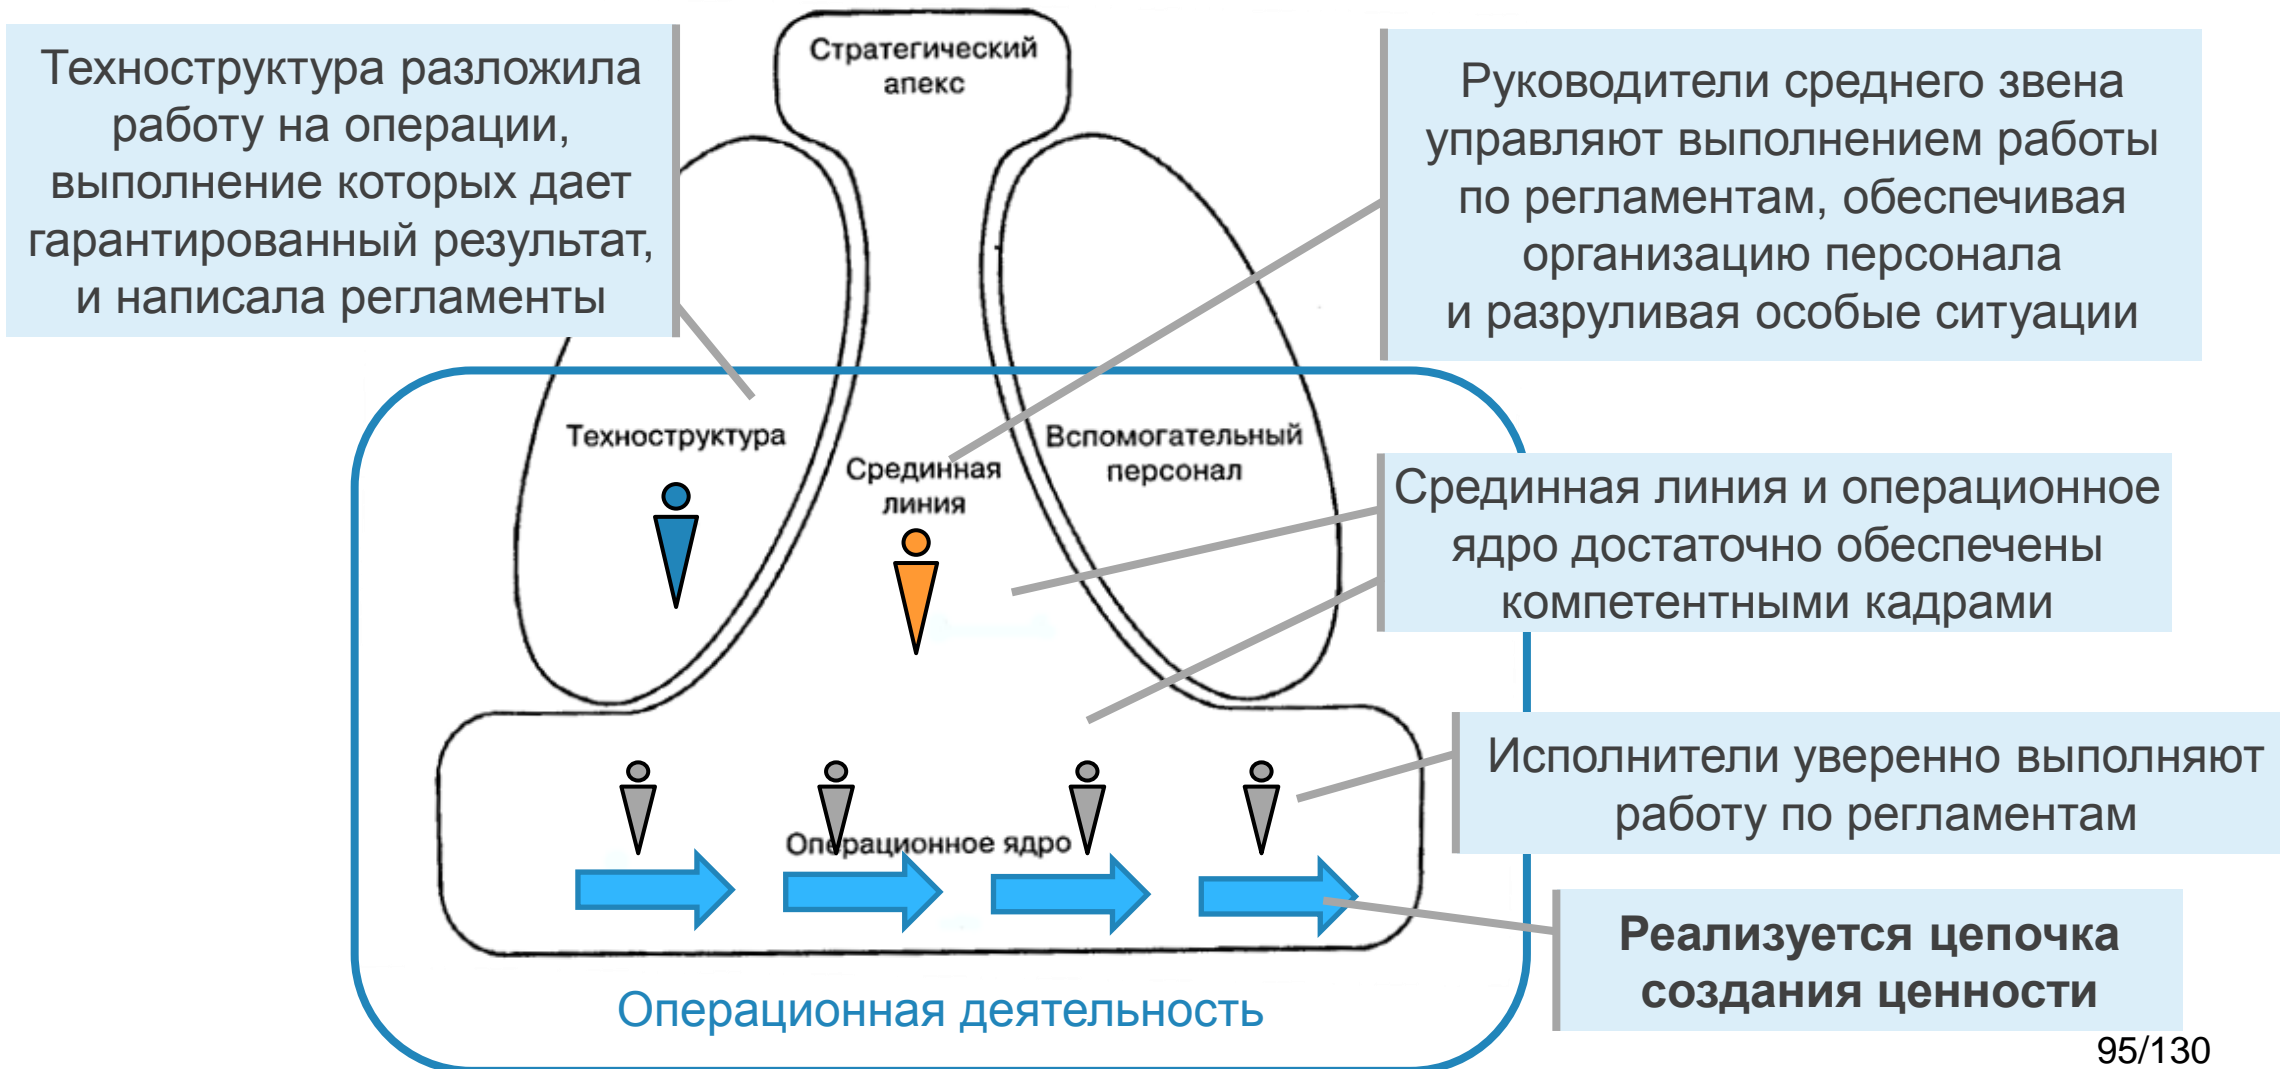 Стратегический
апекс
Техноструктура разложила
работу на операции,
выполнение которых дает
гарантированный результат,
и написала регламенты
Руководители среднего звена
управляют выполнением работы
по регламентам, обеспечивая
организацию персонала
и разруливая особые ситуации
Техноструктура
Срединная
линия
Вспомогательный
персонал
Срединная линия и операционное
ядро достаточно обеспечены
компетентными кадрами
Исполнители уверенно выполняют
работу по регламентам
Операционное ядро
Реализуется цепочка
создания ценности
Операционная деятельность
95/130